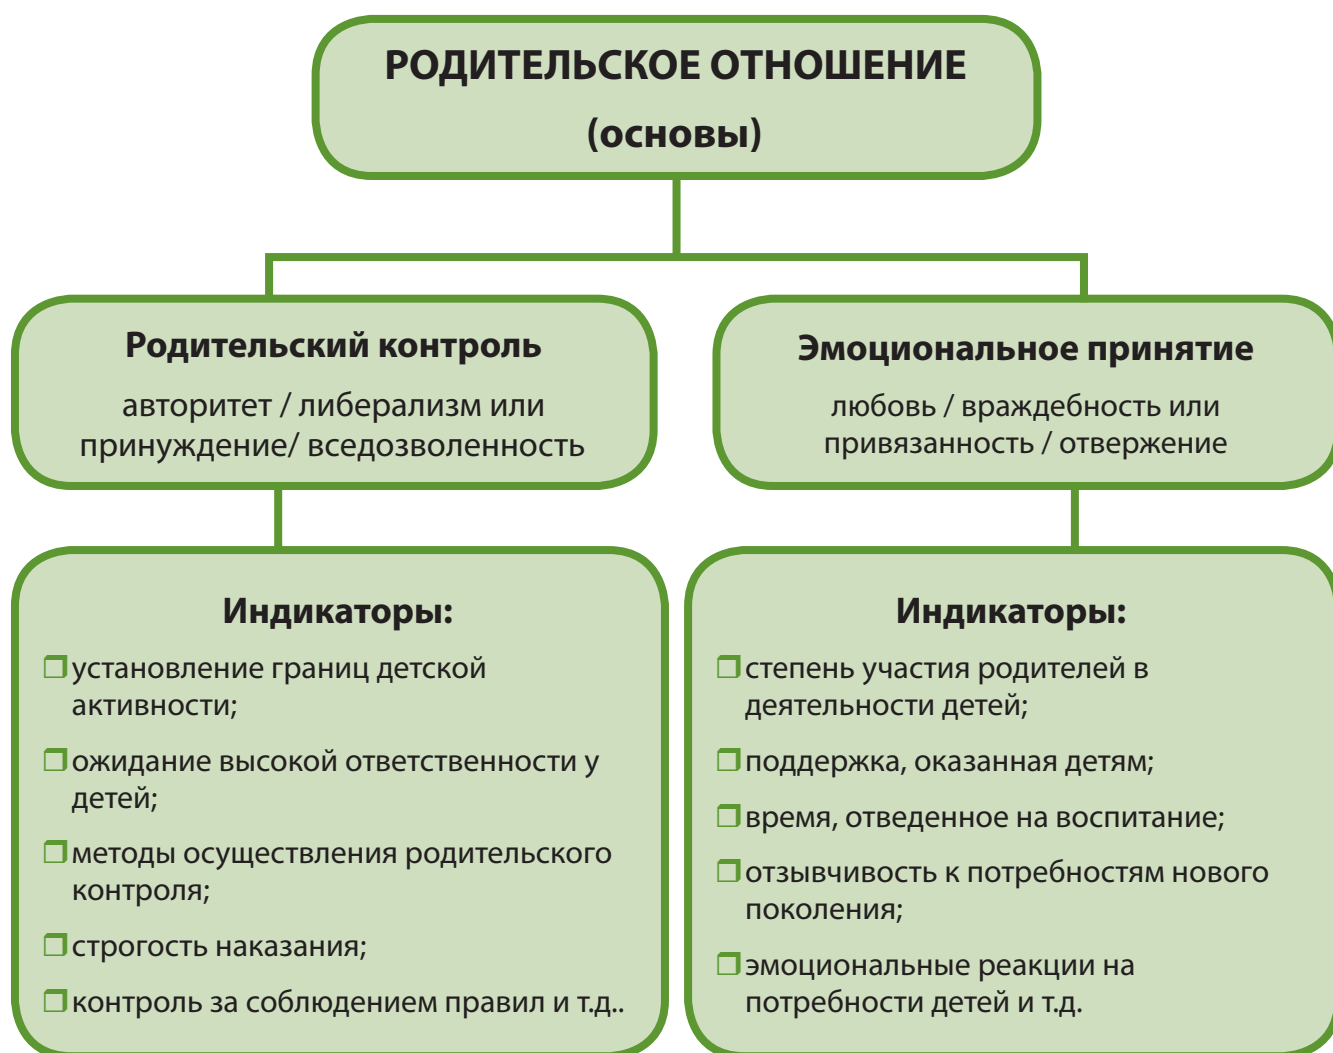 РОДИТЕЛЬСКОЕ ОТНОШЕНИЕ
(основы)
Родительский контроль
авторитет / либерализм или
принуждение/ вседозволенность
Эмоциональное принятие
любовь / враждебность или
привязанность / отвержение
Индикаторы:
установление границ детской
активности;
ожидание высокой ответственности у
детей;
методы осуществления родительского
контроля;
строгость наказания;
контроль за соблюдением правил и т.д..
Индикаторы:
степень участия родителей в
деятельности детей;
поддержка, оказанная детям;
время, отведенное на воспитание;
отзывчивость к потребностям нового
поколения;
эмоциональные реакции на
потребности детей и т.д.